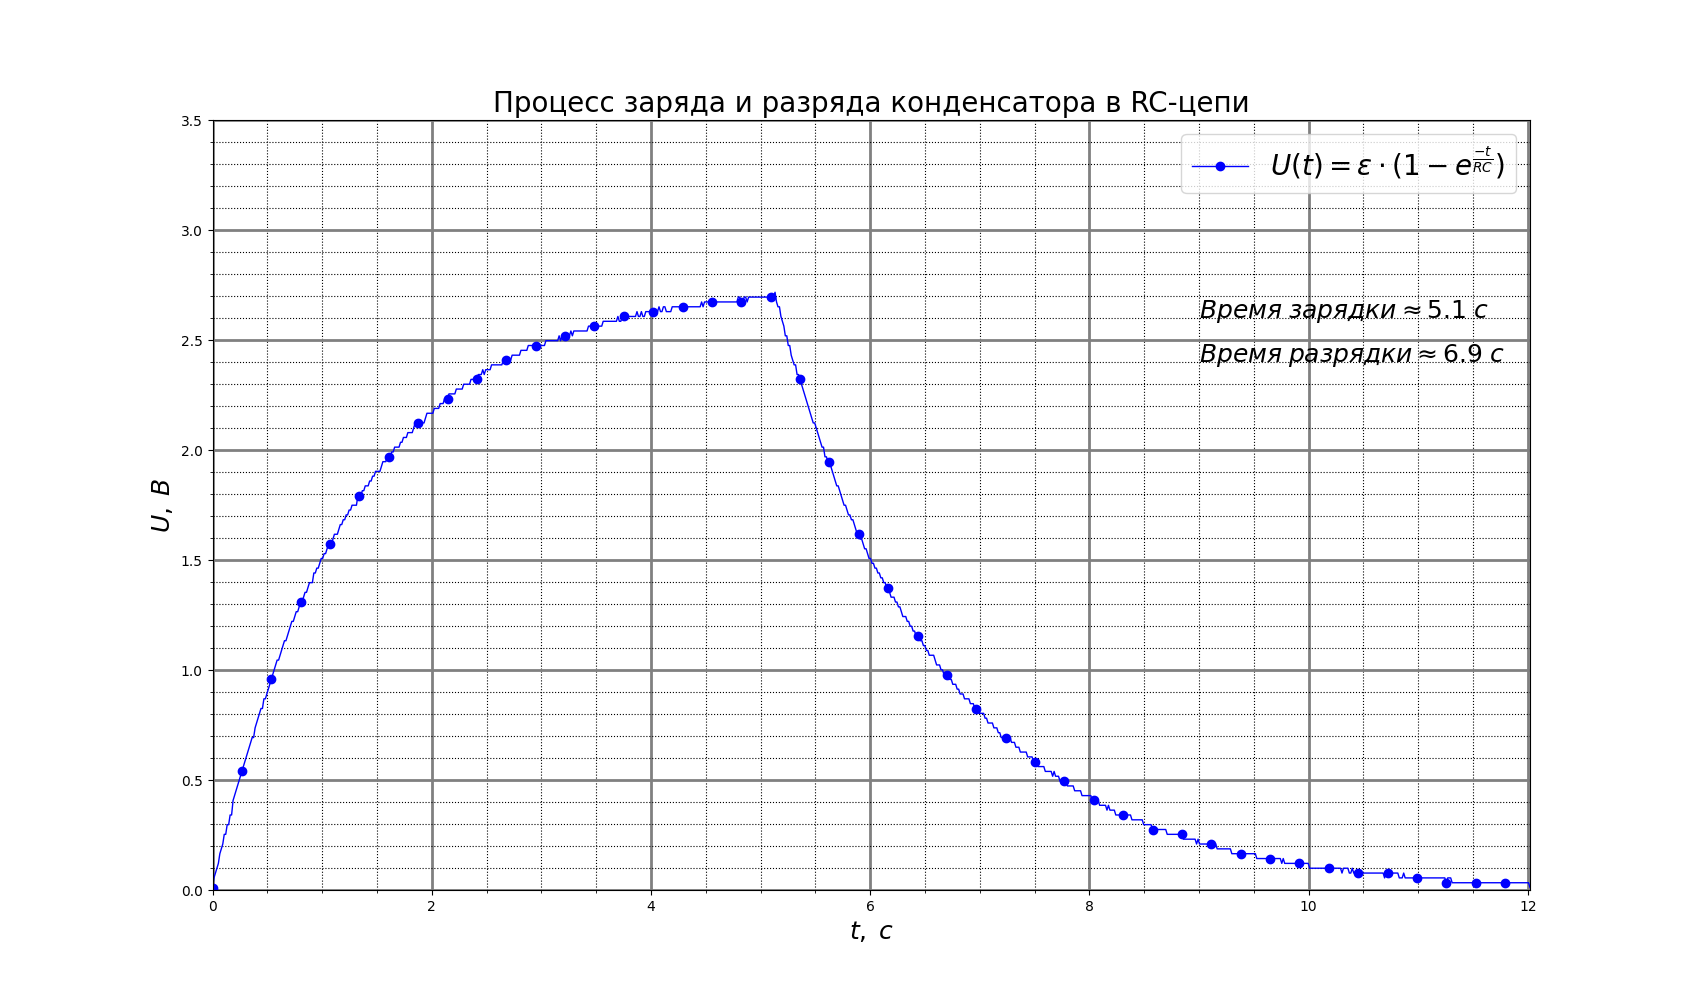 Процесс заряда и разряда конденсатора в RC-цепи
U(t) = ε · (1 − e^{\frac{-t}{RC}})
Время зарядки ≈ 5.1 с
Время разрядки ≈ 6.9 с
U, В
3.5
3.0
2.5
2.0
1.5
1.0
0.5
0.0
0 2 4 6 8 10 12
t, с